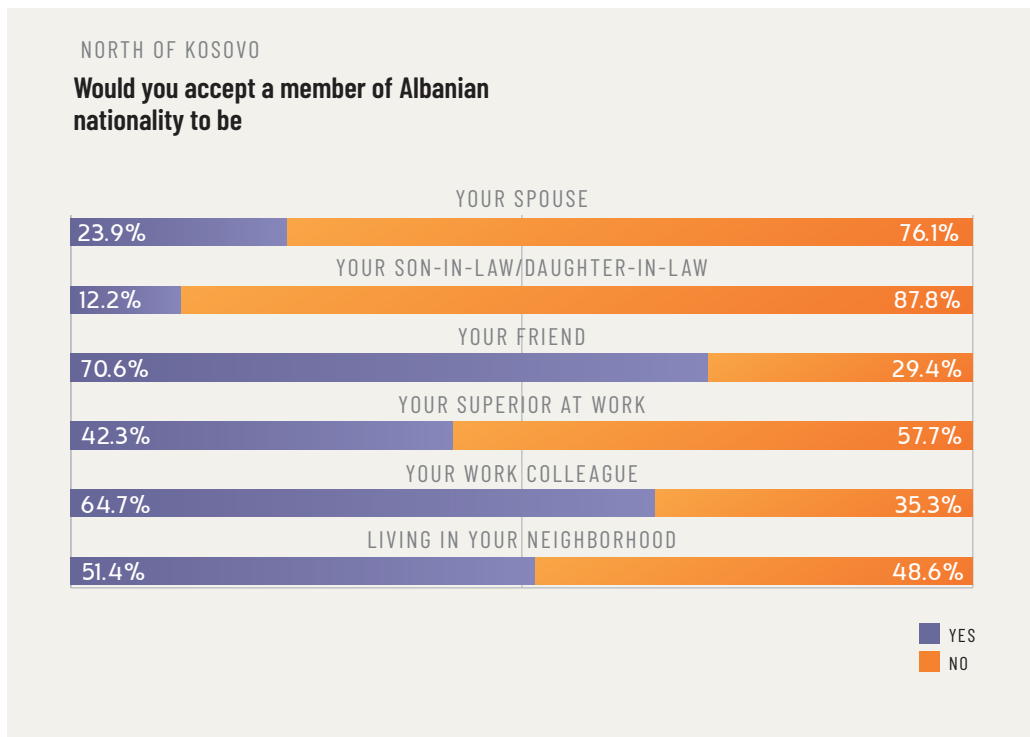 NORTH OF KOSOVO
Would you accept a member of Albanian
nationality to be
YOUR SPOUSE
23.9% 76.1%
YOUR SON-IN-LAW/DAUGHTER-IN-LAW
12.2% 87.8%
YOUR FRIEND
70.6% 29.4%
YOUR SUPERIOR AT WORK
42.3% 57.7%
YOUR WORK COLLEAGUE
64.7% 35.3%
LIVING IN YOUR NEIGHBORHOOD
51.4% 48.6%
YES
NO